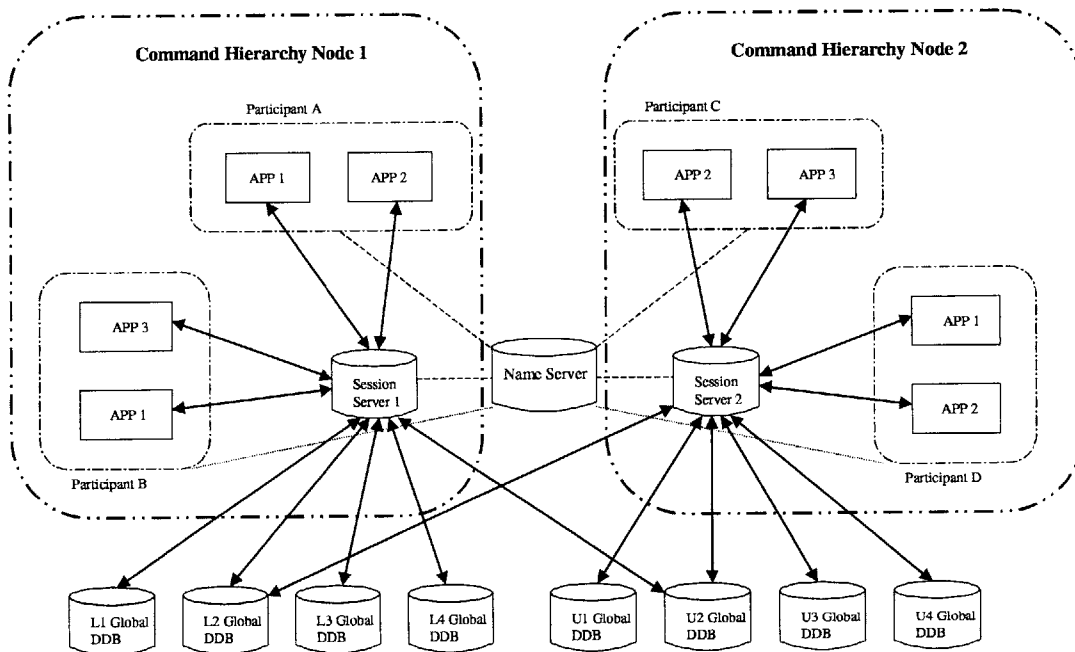 Command Hierarchy Node 1
Command Hierarchy Node 2
Participant A
Participant C
APP 1
APP 2
APP 2
APP 3
APP 3
APP 1
APP 1
APP 2
Session
Server 1
Name Server
Session
Server 2
Participant B
Participant D
L1 Global
DDB
L2 Global
DDB
L3 Global
DDB
L4 Global
DDB
U1 Global
DDB
U2 Global
DDB
U3 Global
DDB
U4 Global
DDB